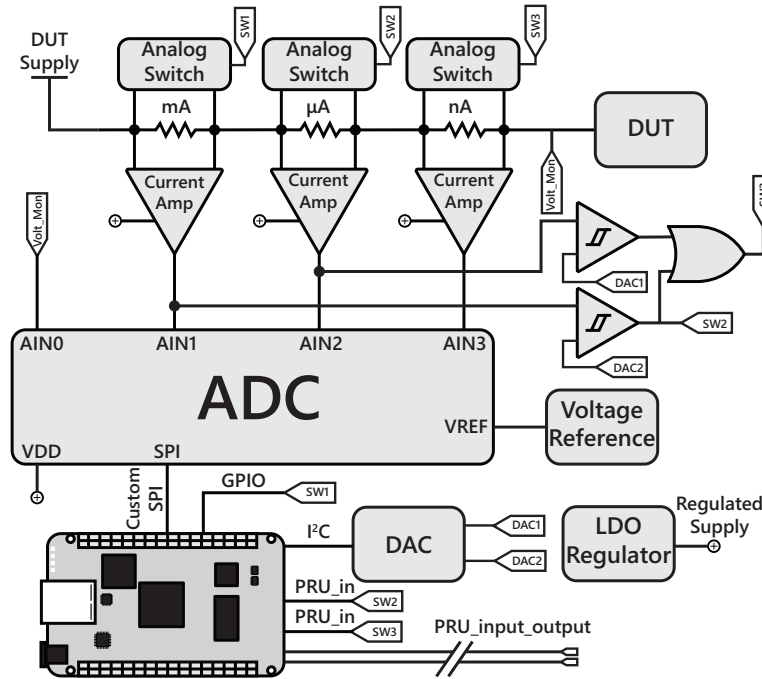 DUT
Supply
Analog
Switch
SW1
Analog
Switch
SW2
Analog
Switch
SW3
mA
µA
nA
DUT
Current
Amp
Current
Amp
Current
Amp
Volt_Mon
Volt_Mon
DAC1
SW2
DAC2
AIN0
AIN1
AIN2
AIN3
ADC
VREF
Voltage
Reference
VDD
SPI
Custom
SPI
GPIO
SW1
I²C
DAC
DAC1
DAC2
LDO
Regulator
Regulated
Supply
PRU_in
SW2
PRU_in
SW3
PRU_input_output